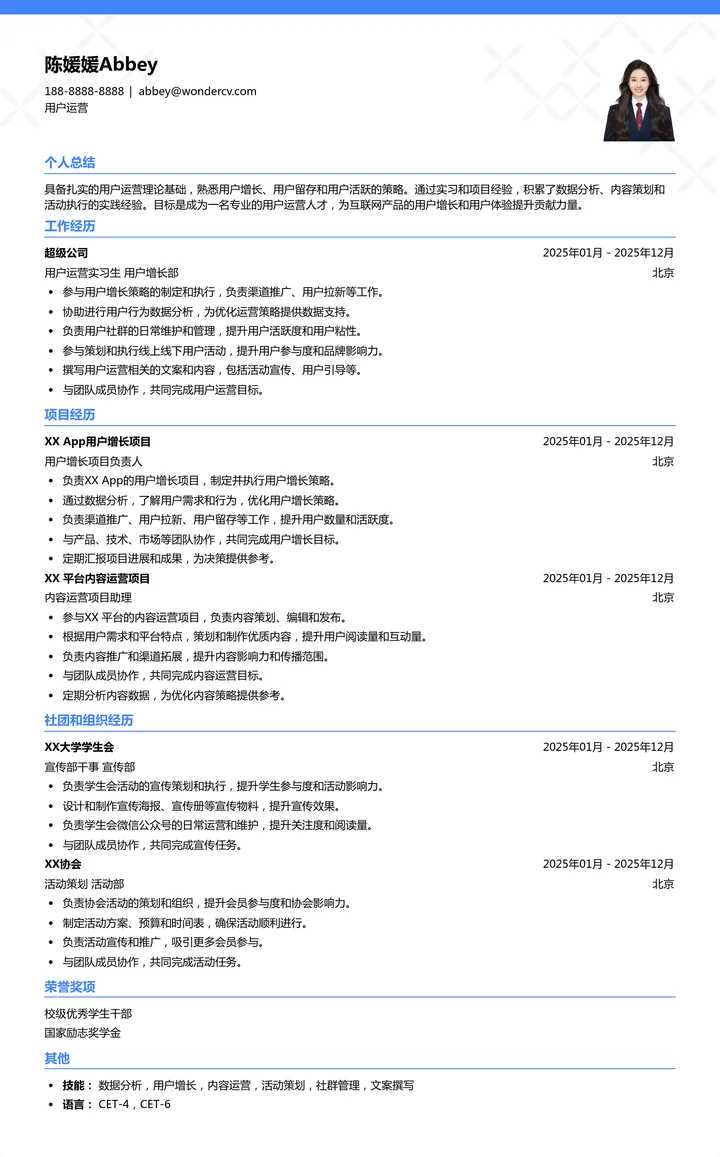 陈媛媛Abbey
188-8888-8888 | abbey@wondercv.com
用户运营
个人总结
具备扎实的用户运营理论基础，熟悉用户增长、用户留存和用户活跃的策略。通过实习和项目经验，积累了数据分析、内容策划和
活动执行的实践经验。目标是成为一名专业的用户运营人才，为互联网产品的用户增长和用户体验提升贡献力量。
工作经历
超级公司 2025年01月 - 2025年12月
用户运营实习生 用户增长部 北京
• 参与用户增长策略的制定和执行，负责渠道推广、用户拉新等工作。
• 协助进行用户行为数据分析，为优化运营策略提供数据支持。
• 负责用户社群的日常维护和管理，提升用户活跃度和用户粘性。
• 参与策划和执行线上线下用户活动，提升用户参与度和品牌影响力。
• 撰写用户运营相关的文案和内容，包括活动宣传、用户引导等。
• 与团队成员协作，共同完成用户运营目标。
项目经历
XX App用户增长项目 2025年01月 - 2025年12月
用户增长项目负责人 北京
• 负责XX App的用户增长项目，制定并执行用户增长策略。
• 通过数据分析，了解用户需求和行为，优化用户增长策略。
• 负责渠道推广、用户拉新、用户留存等工作，提升用户数量和活跃度。
• 与产品、技术、市场等团队协作，共同完成用户增长目标。
• 定期汇报项目进展和成果，为决策提供参考。
XX 平台内容运营项目 2025年01月 - 2025年12月
内容运营项目助理 北京
• 参与XX 平台的内容运营项目，负责内容策划、编辑和发布。
• 根据用户需求和平台特点，策划和制作优质内容，提升用户阅读量和互动量。
• 负责内容推广和渠道拓展，提升内容影响力和传播范围。
• 与团队成员协作，共同完成内容运营目标。
• 定期分析内容数据，为优化内容策略提供参考。
社团和组织经历
XX大学学生会 2025年01月 - 2025年12月
宣传部干事 宣传部 北京
• 负责学生会活动的宣传策划和执行，提升学生参与度和活动影响力。
• 设计和制作宣传海报、宣传册等宣传物料，提升宣传效果。
• 负责学生会微信公众号的日常运营和维护，提升关注度和阅读量。
• 与团队成员协作，共同完成宣传任务。
XX协会 2025年01月 - 2025年12月
活动策划 活动部 北京
• 负责协会活动的策划和组织，提升会员参与度和协会影响力。
• 制定活动方案、预算和时间表，确保活动顺利进行。
• 负责活动宣传和推广，吸引更多会员参与。
• 与团队成员协作，共同完成活动任务。
荣誉奖项
校级优秀学生干部
国家励志奖学金
其他
• 技能： 数据分析，用户增长，内容运营，活动策划，社群管理，文案撰写
• 语言： CET-4，CET-6